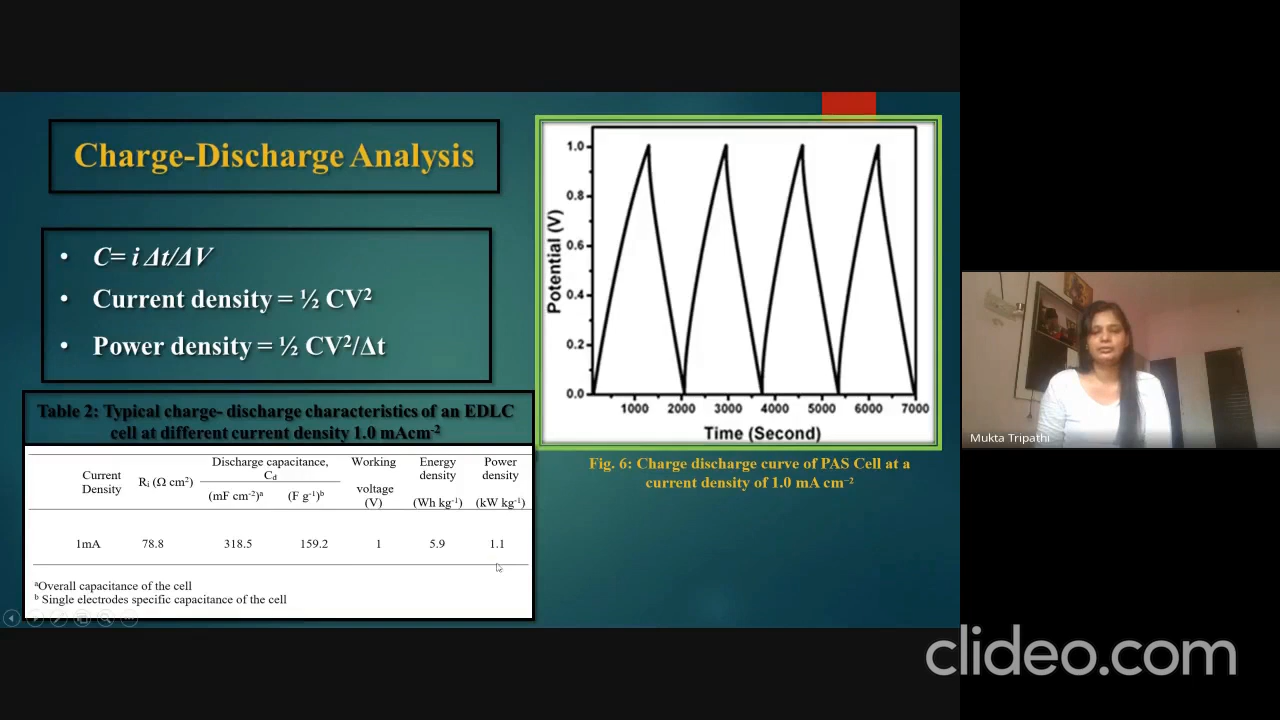 Charge-Discharge Analysis
• C= i Δt/ΔV
• Current density = ½ CV²
• Power density = ½ CV²/Δt
Table 2: Typical charge- discharge characteristics of an EDLC
cell at different current density 1.0 mAcm⁻²
Current
Density
Rᵢ (Ω cm²)
Discharge capacitance,
C_d
(mF cm⁻²)ᵃ (F g⁻¹)ᵇ
Working
voltage
(V)
Energy
density
(Wh kg⁻¹)
Power
density
(kW kg⁻¹)
1mA 78.8 318.5 159.2 1 5.9 1.1
ᵃOverall capacitance of the cell
ᵇ Single electrodes specific capacitance of the cell
Potential (V)
1.0
0.8
0.6
0.4
0.2
0.0
1000 2000 3000 4000 5000 6000 7000
Time (Second)
Fig. 6: Charge discharge curve of PAS Cell at a
current density of 1.0 mA cm⁻²
Mukta Tripathi
clideo.com